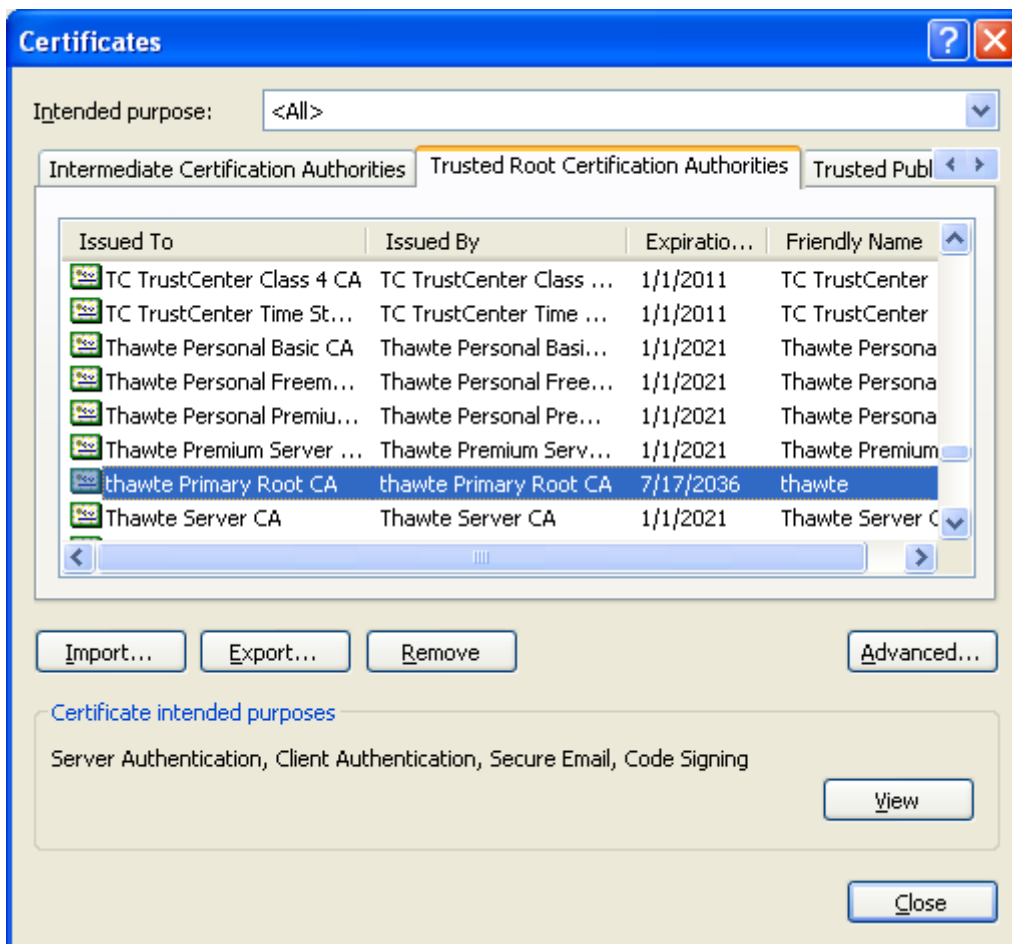 Certificates
Intended purpose: <All>
Intermediate Certification Authorities Trusted Root Certification Authorities Trusted Publ
Issued To Issued By Expiratio... Friendly Name
TC TrustCenter Class 4 CA TC TrustCenter Class ... 1/1/2011 TC TrustCenter
TC TrustCenter Time St... TC TrustCenter Time ... 1/1/2011 TC TrustCenter
Thawte Personal Basic CA Thawte Personal Basi... 1/1/2021 Thawte Persona
Thawte Personal Freem... Thawte Personal Free... 1/1/2021 Thawte Persona
Thawte Personal Premiu... Thawte Personal Pre... 1/1/2021 Thawte Persona
Thawte Premium Server ... Thawte Premium Serv... 1/1/2021 Thawte Premium
thawte Primary Root CA thawte Primary Root CA 7/17/2036 thawte
Thawte Server CA Thawte Server CA 1/1/2021 Thawte Server C
Import... Export... Remove Advanced...
Certificate intended purposes
Server Authentication, Client Authentication, Secure Email, Code Signing
View
Close